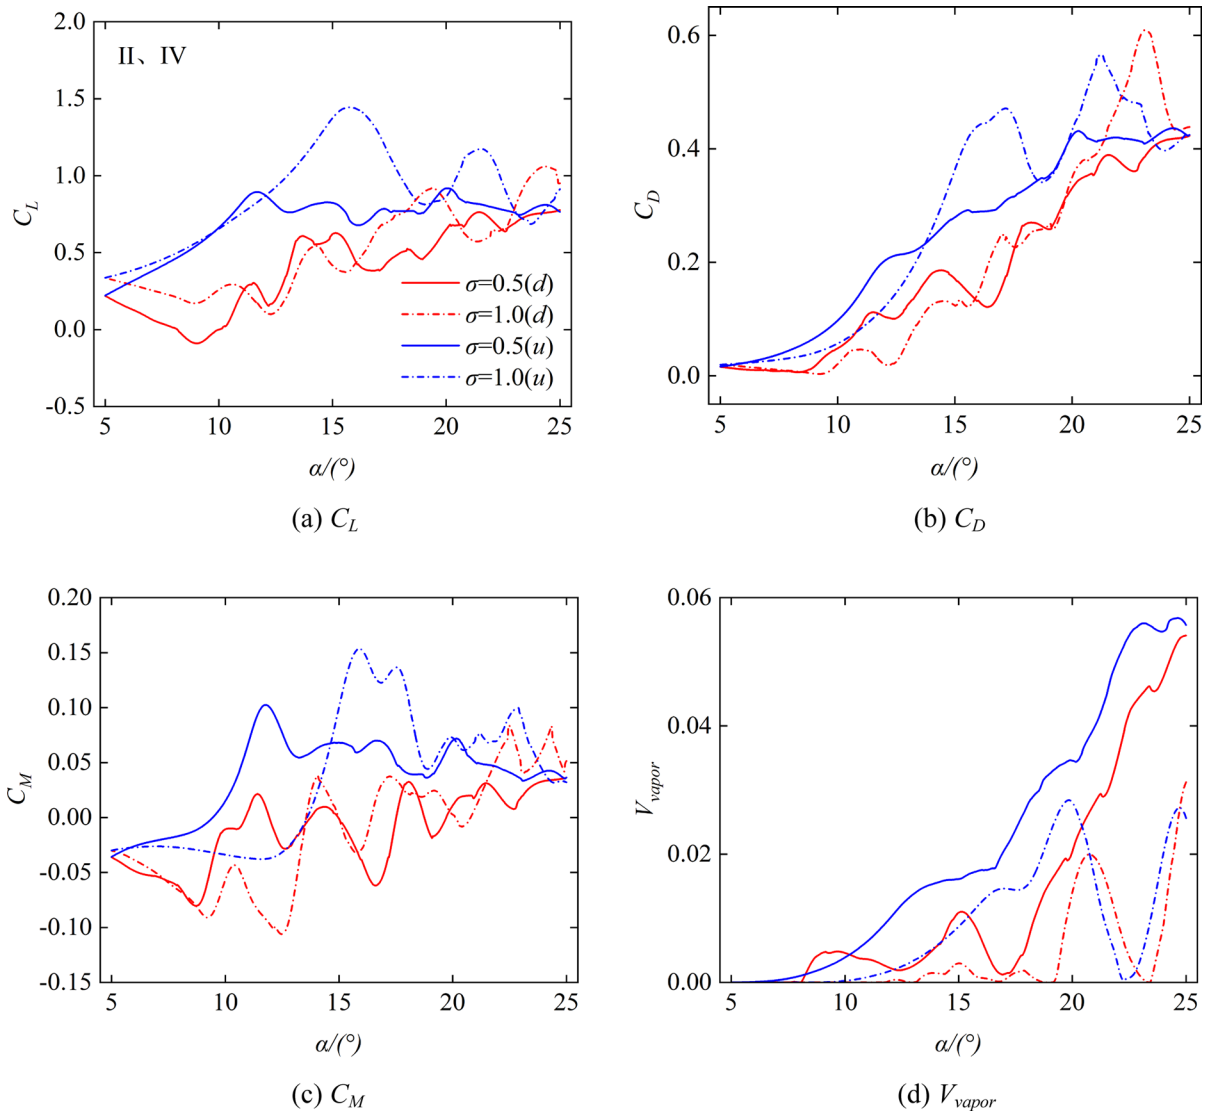 2.0
1.5
1.0
0.5
0.0
-0.5
C_L
II、IV
σ=0.5(d)
σ=1.0(d)
σ=0.5(u)
σ=1.0(u)
5 10 15 20 25
α/(°)
(a) C_L
0.6
0.4
0.2
0.0
C_D
5 10 15 20 25
α/(°)
(b) C_D
0.20
0.15
0.10
0.05
0.00
-0.05
-0.10
-0.15
C_M
5 10 15 20 25
α/(°)
(c) C_M
0.06
0.04
0.02
0.00
V_vapor
5 10 15 20 25
α/(°)
(d) V_vapor